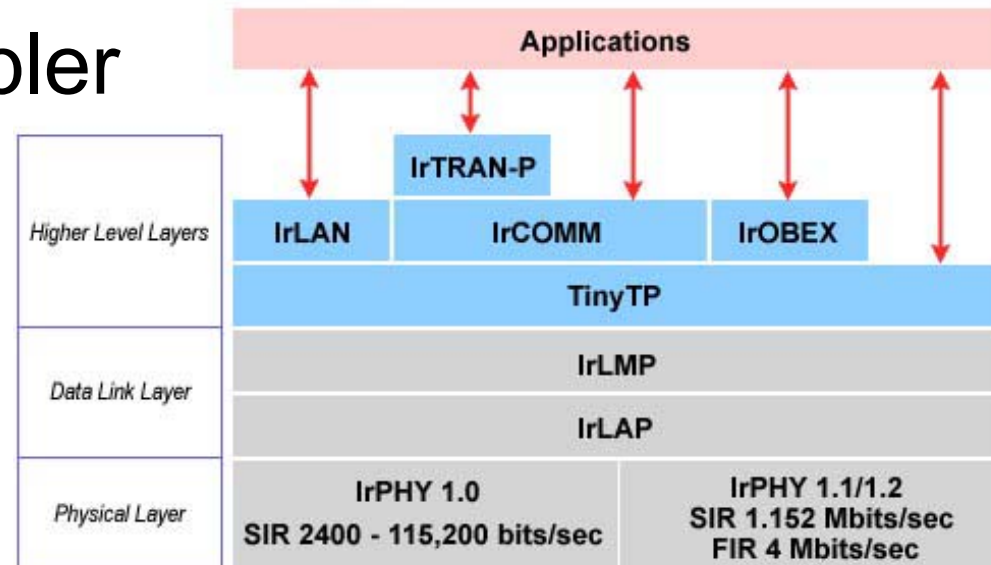 Applications
IrTRAN-P
Higher Level Layers
IrLAN
IrCOMM
IrOBEX
TinyTP
Data Link Layer
IrLMP
IrLAP
Physical Layer
IrPHY 1.0
SIR 2400 - 115,200 bits/sec
IrPHY 1.1/1.2
SIR 1.152 Mbits/sec
FIR 4 Mbits/sec